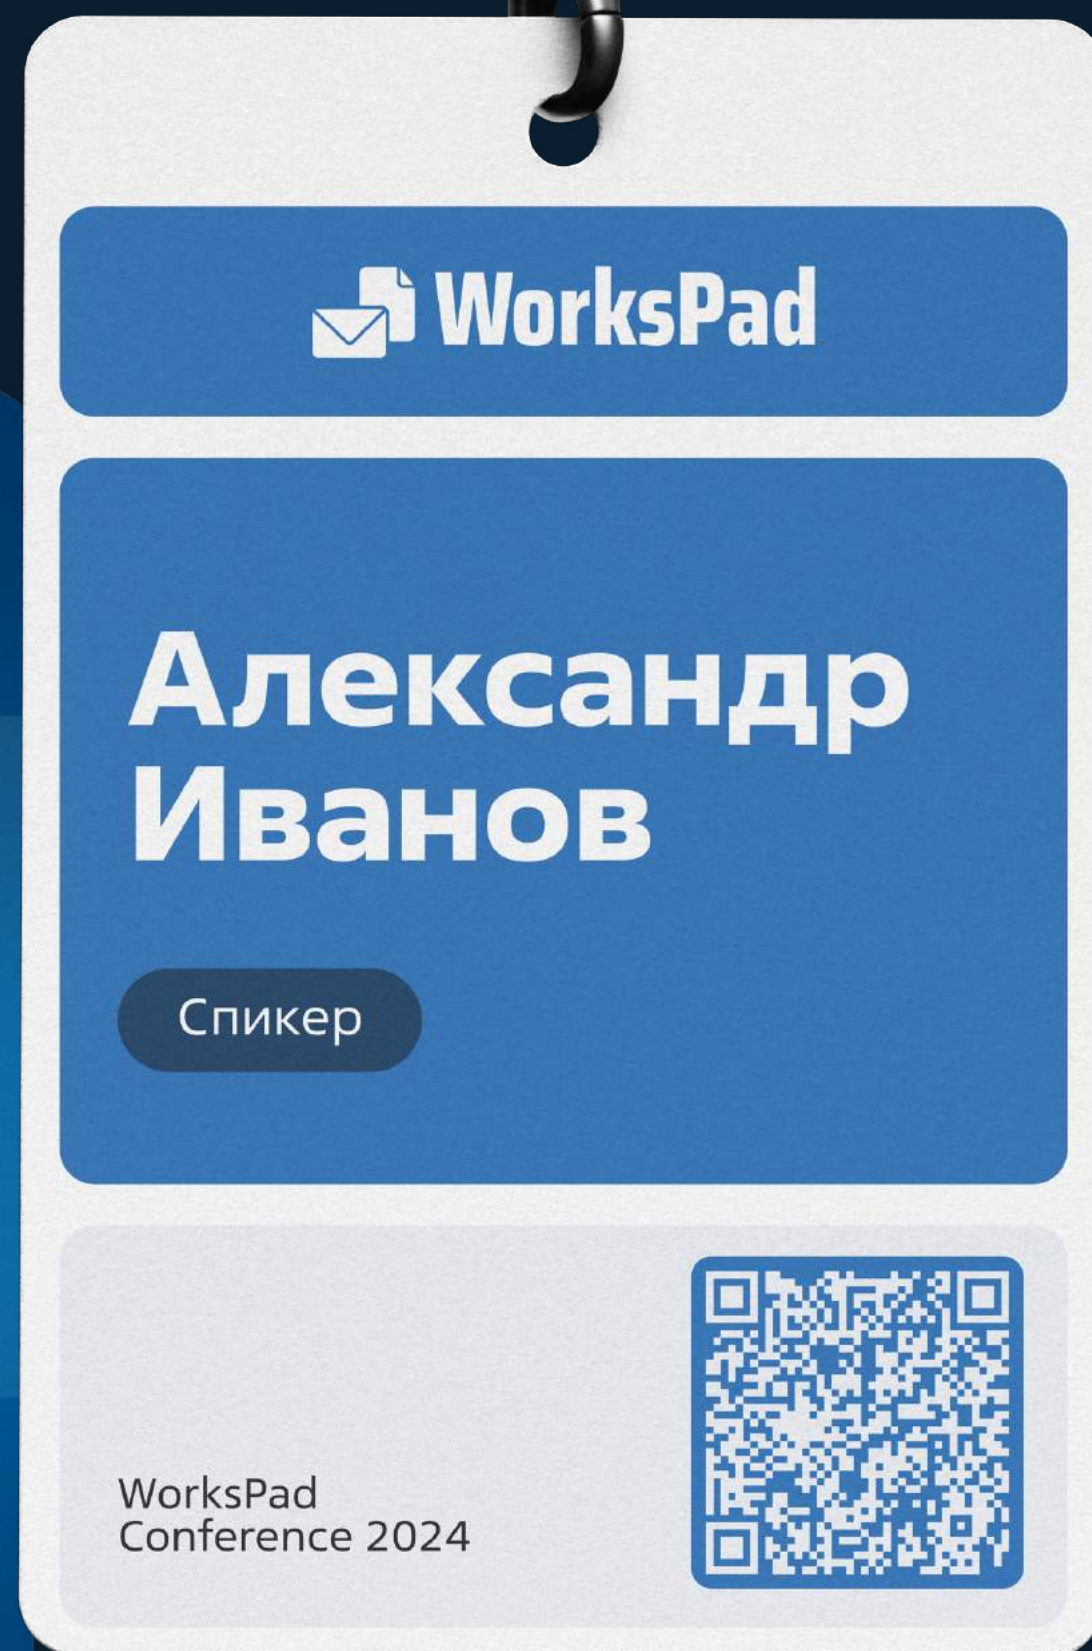 WorksPad
Александр
Иванов
Спикер
WorksPad
Conference 2024